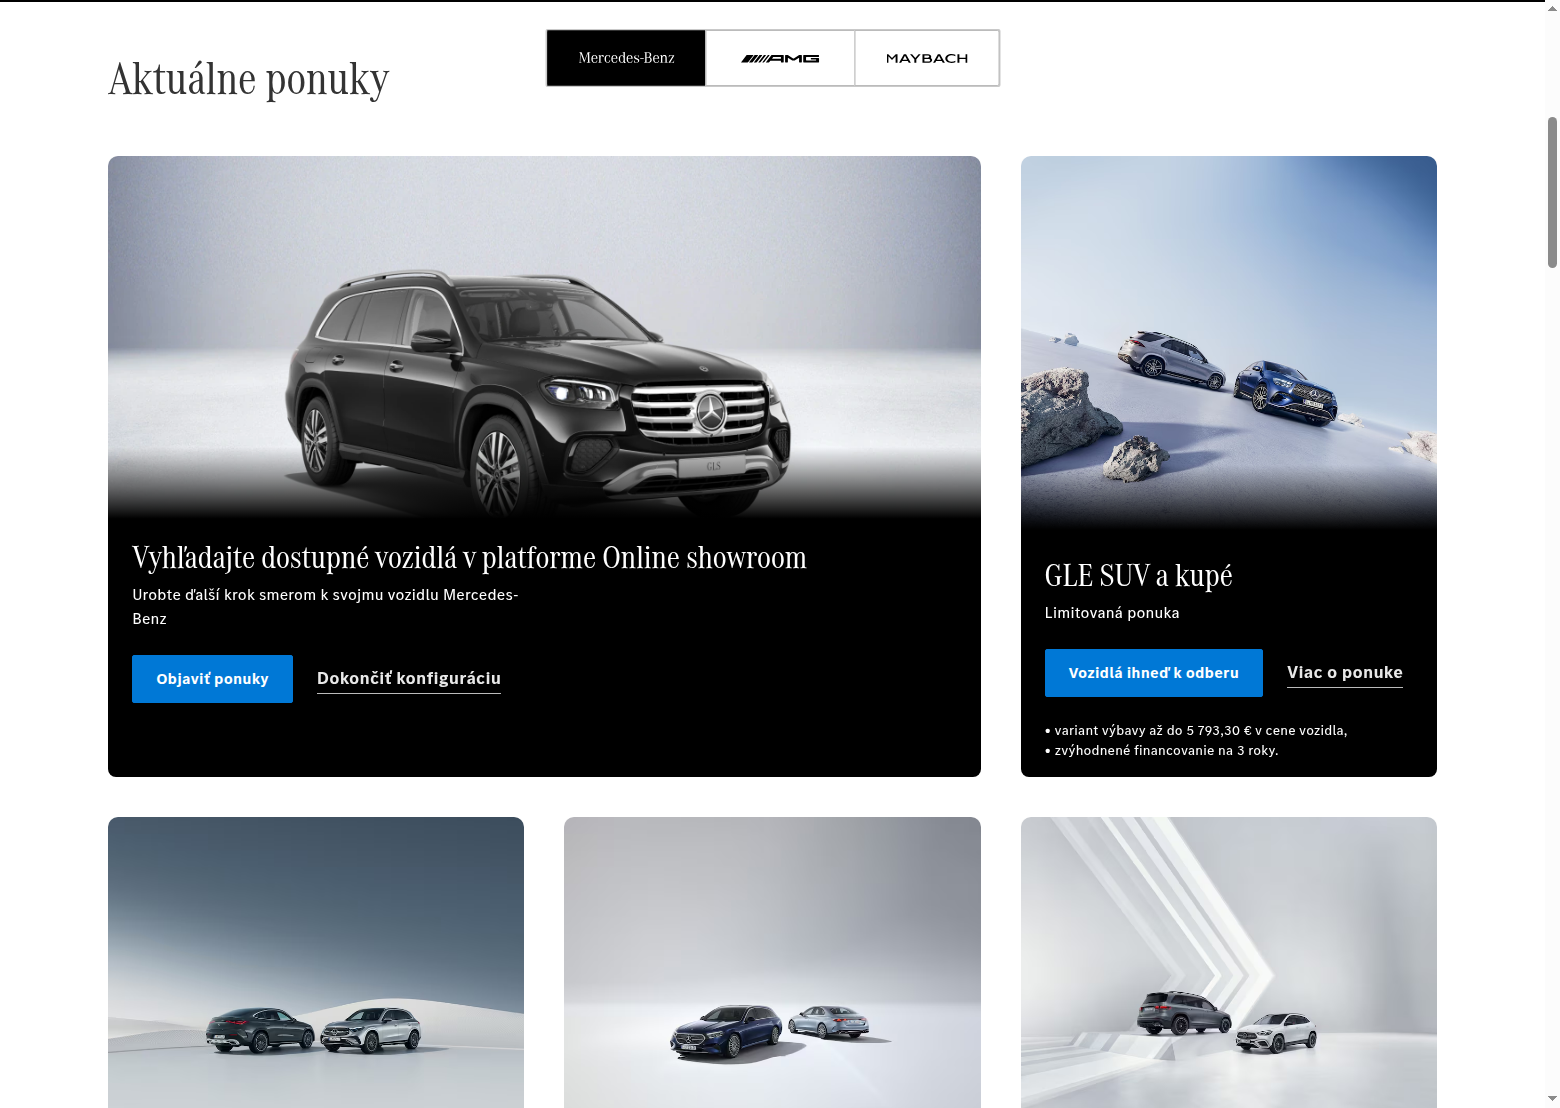 Aktuálne ponuky
Mercedes-Benz
AMG
MAYBACH
GLS
Vyhľadajte dostupné vozidlá v platforme Online showroom
Urobte ďalší krok smerom k svojmu vozidlu Mercedes-
Benz
Objaviť ponuky
Dokončiť konfiguráciu
GLE SUV a kupé
Limitovaná ponuka
Vozidlá ihneď k odberu
Viac o ponuke
• variant výbavy až do 5 793,30 € v cene vozidla,
• zvýhodnené financovanie na 3 roky.